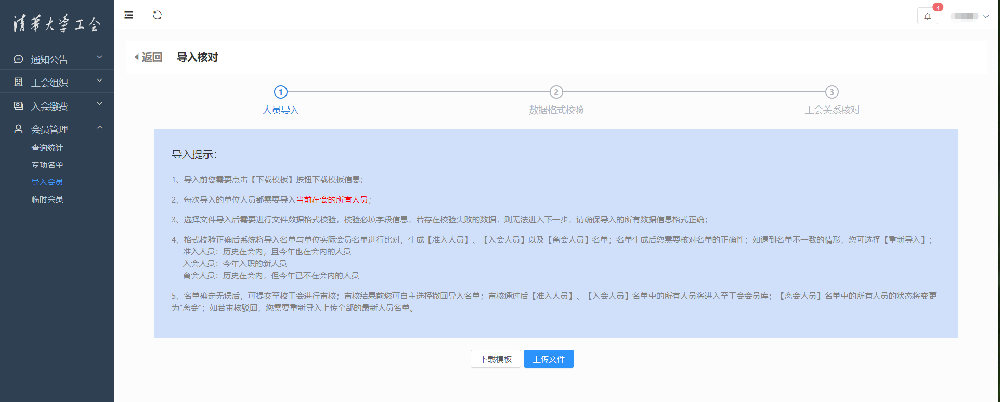 清華大学工会
4
通知公告
工会组织
入会缴费
会员管理
查询统计
专项名单
导入会员
临时会员
返回 导入核对
1 2 3
人员导入 数据格式校验 工会关系核对
导入提示：
1、导入前您需要点击【下载模板】按钮下载模板信息；
2、每次导入的单位人员都需要导入当前在会的所有人员；
3、选择文件导入后需要进行文件数据格式校验，校验必填字段信息，若存在校验失败的数据，则无法进入下一步，请确保导入的所有数据信息格式正确；
4、格式校验正确后系统将导入名单与单位实际会员名单进行比对，生成【准入人员】、【入会人员】以及【离会人员】名单；名单生成后您需要核对名单的正确性；如遇到名单不一致的情形，您可选择【重新导入】；
准入人员：历史在会内，且今年也在会内的人员
入会人员：今年入职的新人员
离会人员：历史在会内，但今年已不在会内的人员
5、名单确定无误后，可提交至校工会进行审核；审核结果前您可自主选择撤回导入名单；审核通过后【准入人员】、【入会人员】名单中的所有人员将进入至工会会员库；【离会人员】名单中的所有人员的状态将变更
为“离会”；如若审核驳回，您需要重新导入上传全部的最新人员名单。
下载模板 上传文件